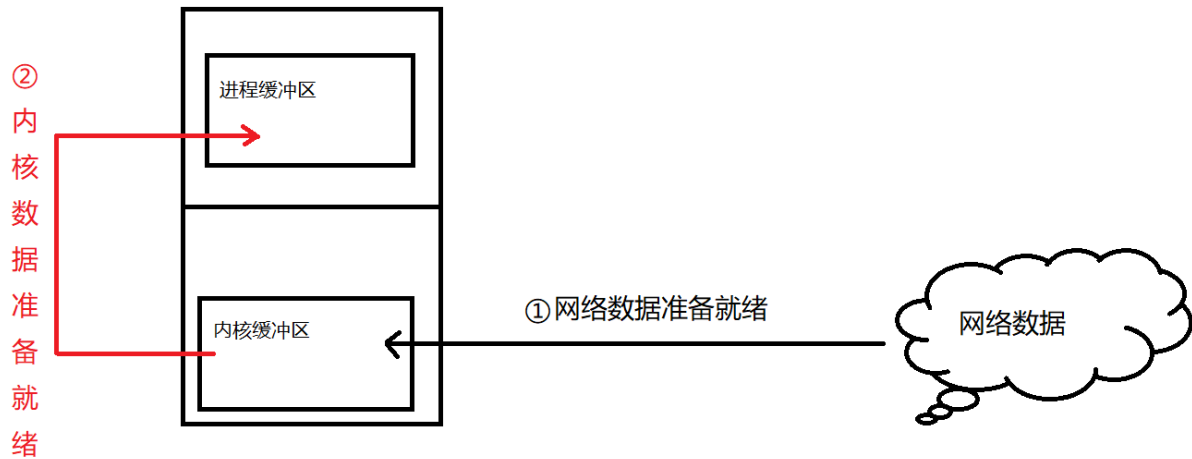 ②内核数据准备就绪
进程缓冲区
内核缓冲区
①网络数据准备就绪
网络数据